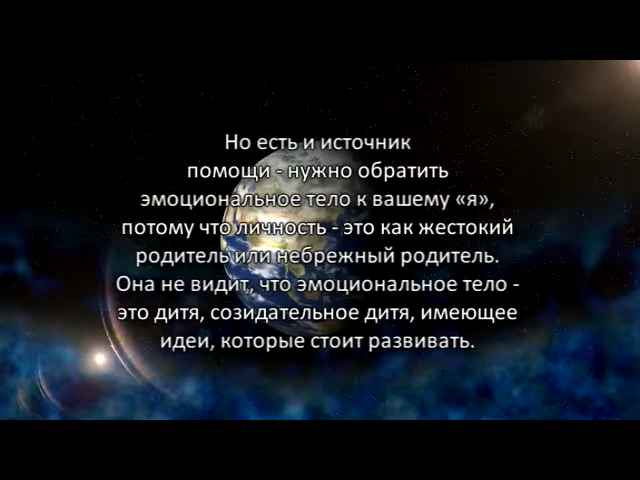 Но есть и источник
помощи - нужно обратить
эмоциональное тело к вашему «я»,
потому что личность - это как жестокий
родитель или небрежный родитель.
Она не видит, что эмоциональное тело -
это дитя, созидательное дитя, имеющее
идеи, которые стоит развивать.